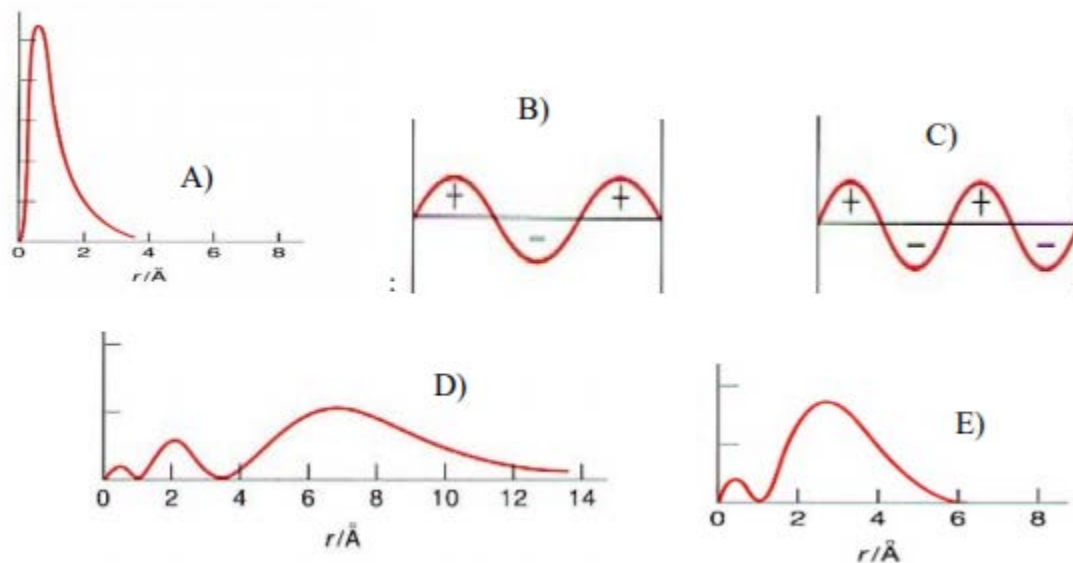 A)
0 2 4 6 8
r/Å
B)
+ − +
:
C)
+ − + −
D)
0 2 4 6 8 10 12 14
r/Å
E)
0 2 4 6 8
r/Å